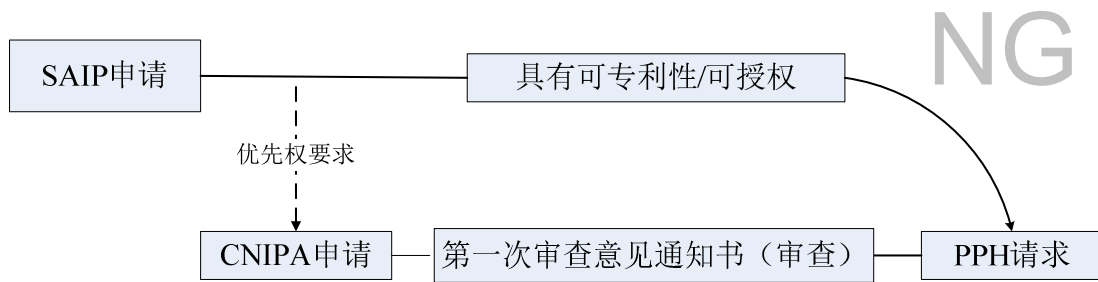 NG
SAIP申请
具有可专利性/可授权
优先权要求
CNIPA申请
第一次审查意见通知书（审查）
PPH请求